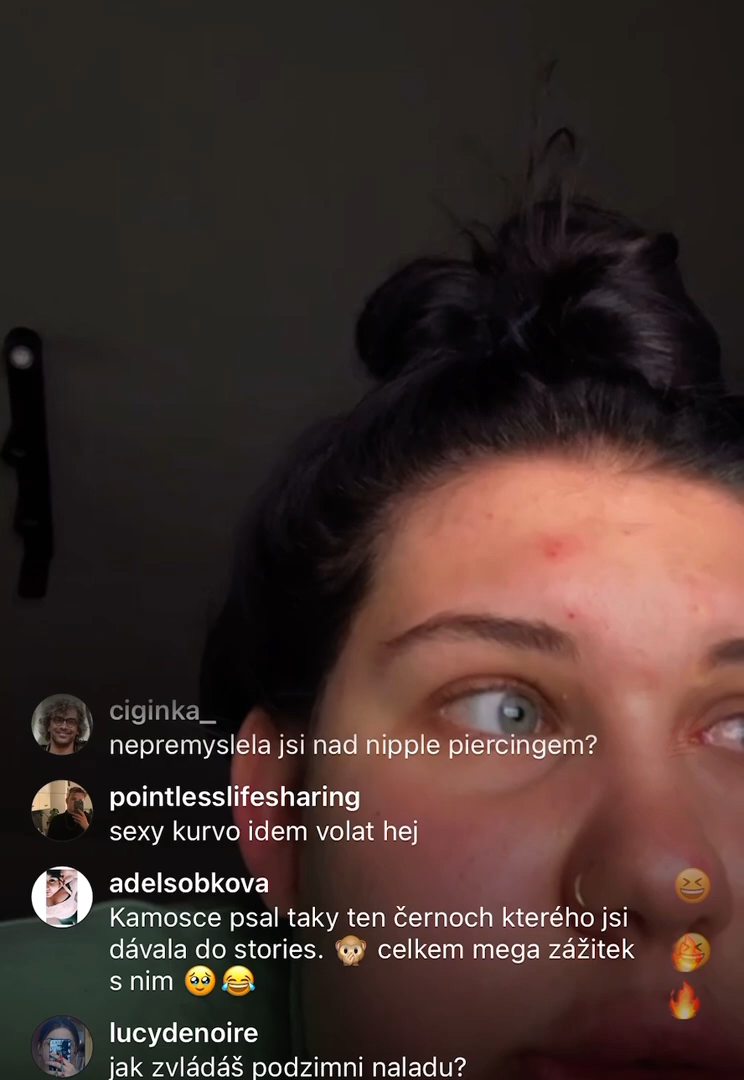 ciginka_
nepremyslela jsi nad nipple piercingem?
pointlesslifesharing
sexy kurvo idem volat hej
adelsobkova
Kamosce psal taky ten černoch kterého jsi
dávala do stories. 🙊 celkem mega zážitek
s nim 🥹😂
lucydenoire
jak zvládáš podzimni naladu?